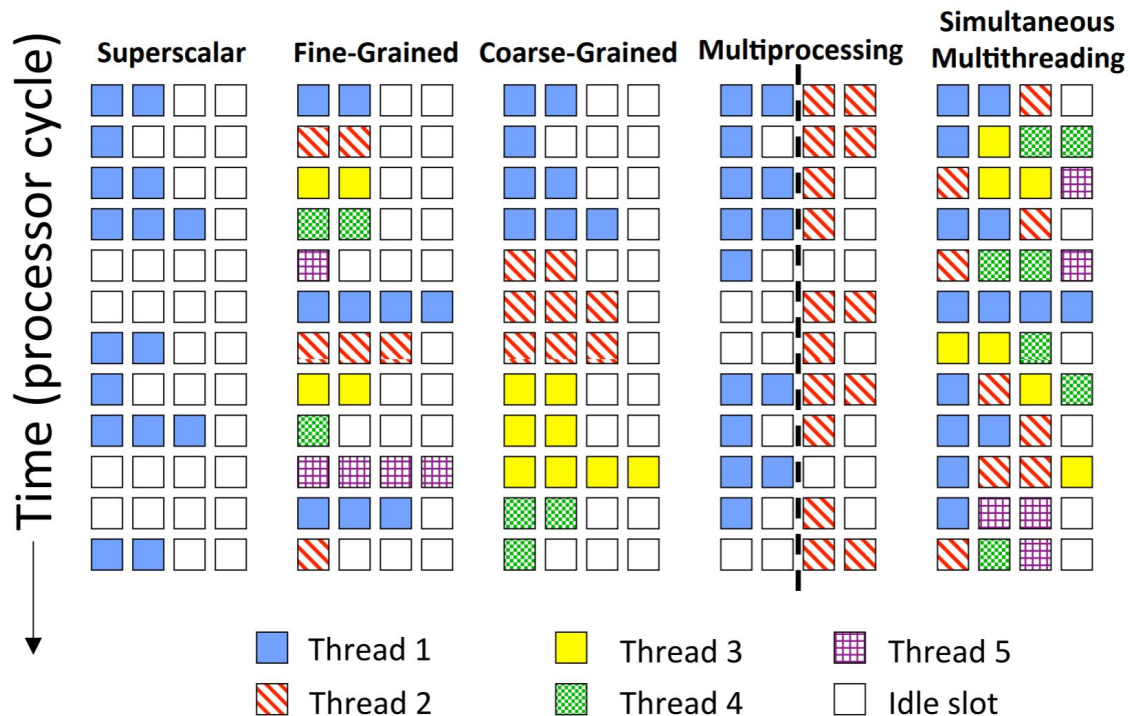 Time (processor cycle)
Superscalar
Fine-Grained
Coarse-Grained
Multiprocessing
Simultaneous
Multithreading
Thread 1
Thread 3
Thread 5
Thread 2
Thread 4
Idle slot